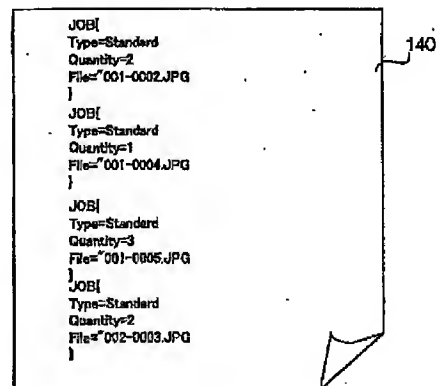 JOB{
Type=Standard
Quantity=2
File="001-0002.JPG
}
JOB{
Type=Standard
Quantity=1
File="001-0004.JPG
}
JOB{
Type=Standard
Quantity=3
File="001-0005.JPG
}
JOB{
Type=Standard
Quantity=2
File="002-0003.JPG
}
140